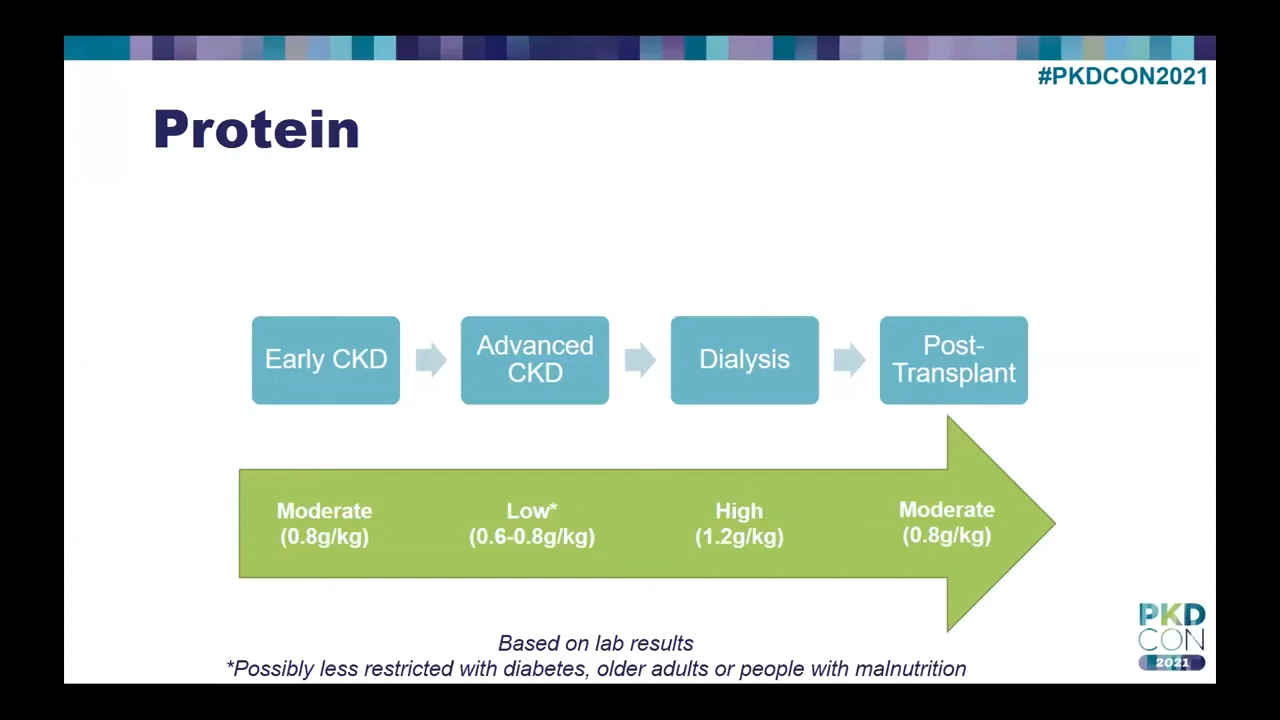 #PKDCON2021
Protein
Early CKD
Advanced
CKD
Dialysis
Post-
Transplant
Moderate
(0.8g/kg)
Low*
(0.6-0.8g/kg)
High
(1.2g/kg)
Moderate
(0.8g/kg)
Based on lab results
*Possibly less restricted with diabetes, older adults or people with malnutrition
PKD
CON
2021